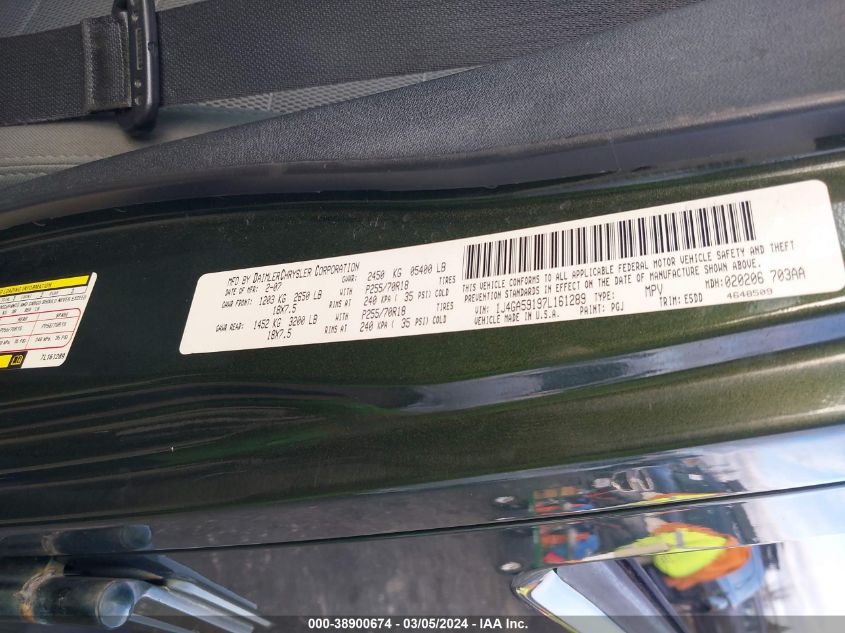 MFD BY DAIMLERCHRYSLER CORPORATION
DATE OF MFR 2-07 GVWR: 2450 KG 05400 LB
GAWR FRONT: 1203 KG 2650 LB WITH P255/70R18 TIRES
18X7.5 RIMS AT 240 KPA ( 35 PSI) COLD
GAWR REAR: 1452 KG 3200 LB WITH P255/70R18 TIRES
18X7.5 RIMS AT 240 KPA ( 35 PSI) COLD
THIS VEHICLE CONFORMS TO ALL APPLICABLE FEDERAL MOTOR VEHICLE SAFETY AND THEFT
PREVENTION STANDARDS IN EFFECT ON THE DATE OF MANUFACTURE SHOWN ABOVE.
MDH:020206 703AA
VIN: 1J4GA59197L161289 TYPE: MPV 4648509
MADE IN U.S.A. PAINT: PGJ TRIM: E5DD
LOADING INFORMATION
7L161289
000-38900674 - 03/05/2024 - IAA Inc.